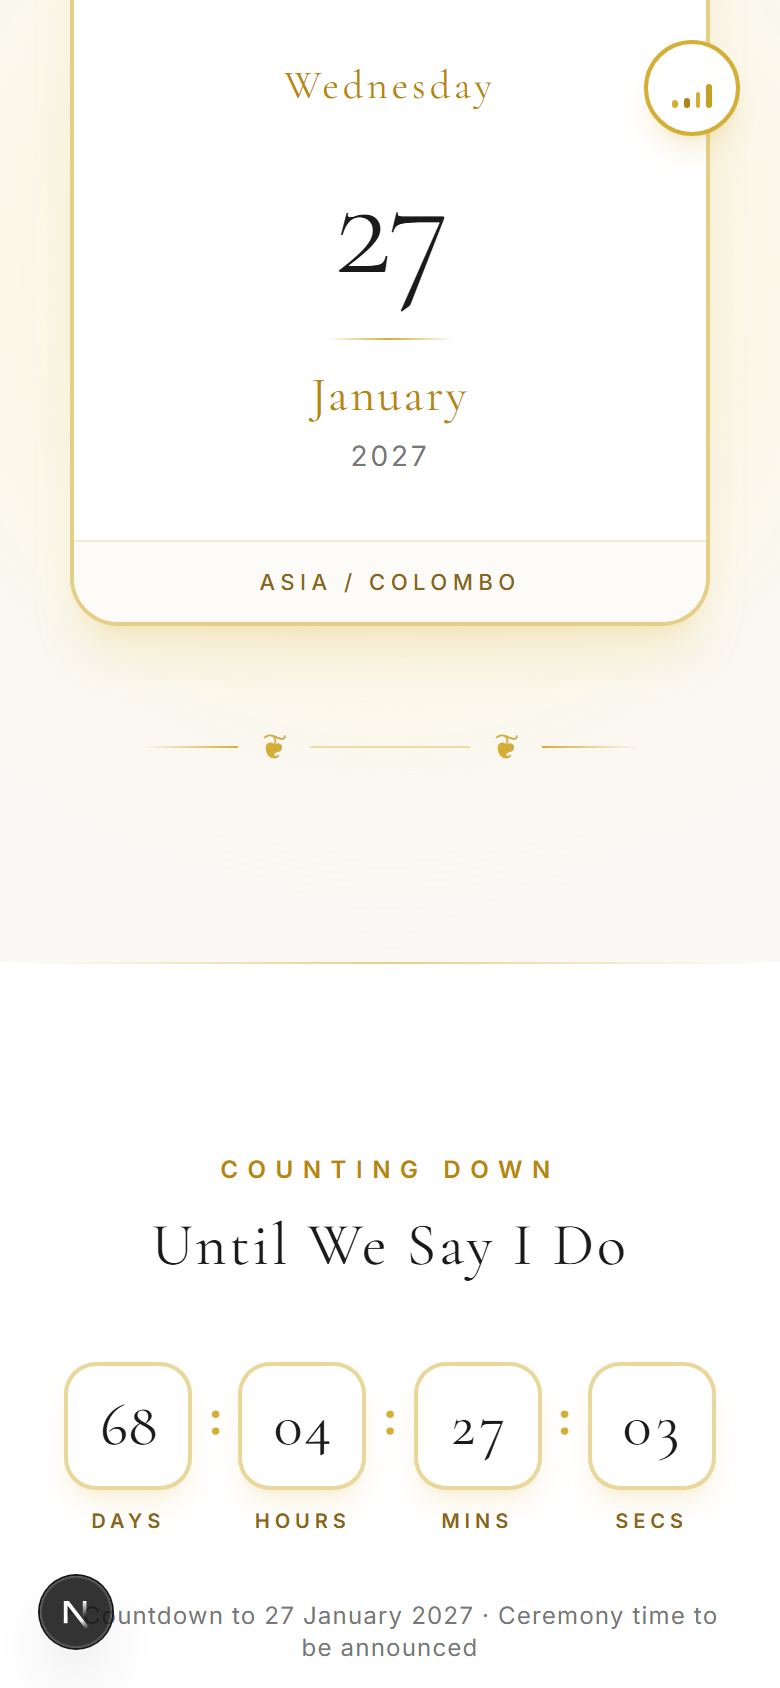 Wednesday
27
January
2027
ASIA / COLOMBO
COUNTING DOWN
Until We Say I Do
68 : 04 : 27 : 03
DAYS HOURS MINS SECS
N
Countdown to 27 January 2027 · Ceremony time to
be announced